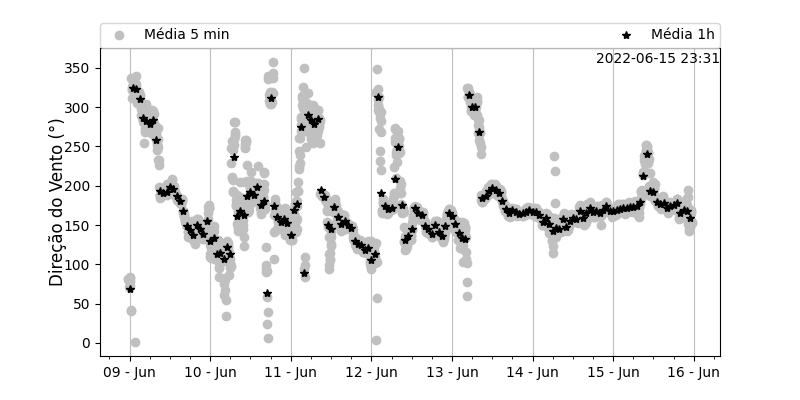 Média 5 min
Média 1h
2022-06-15 23:31
Direção do Vento (°)
350
300
250
200
150
100
50
0
09 - Jun
10 - Jun
11 - Jun
12 - Jun
13 - Jun
14 - Jun
15 - Jun
16 - Jun